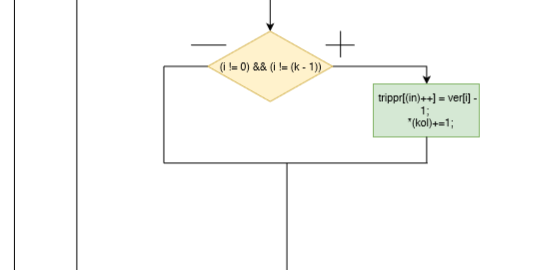 (i != 0) && (i != (k - 1))
trippr[(in)++] = ver[i] -
1;
*(kol)+=1;